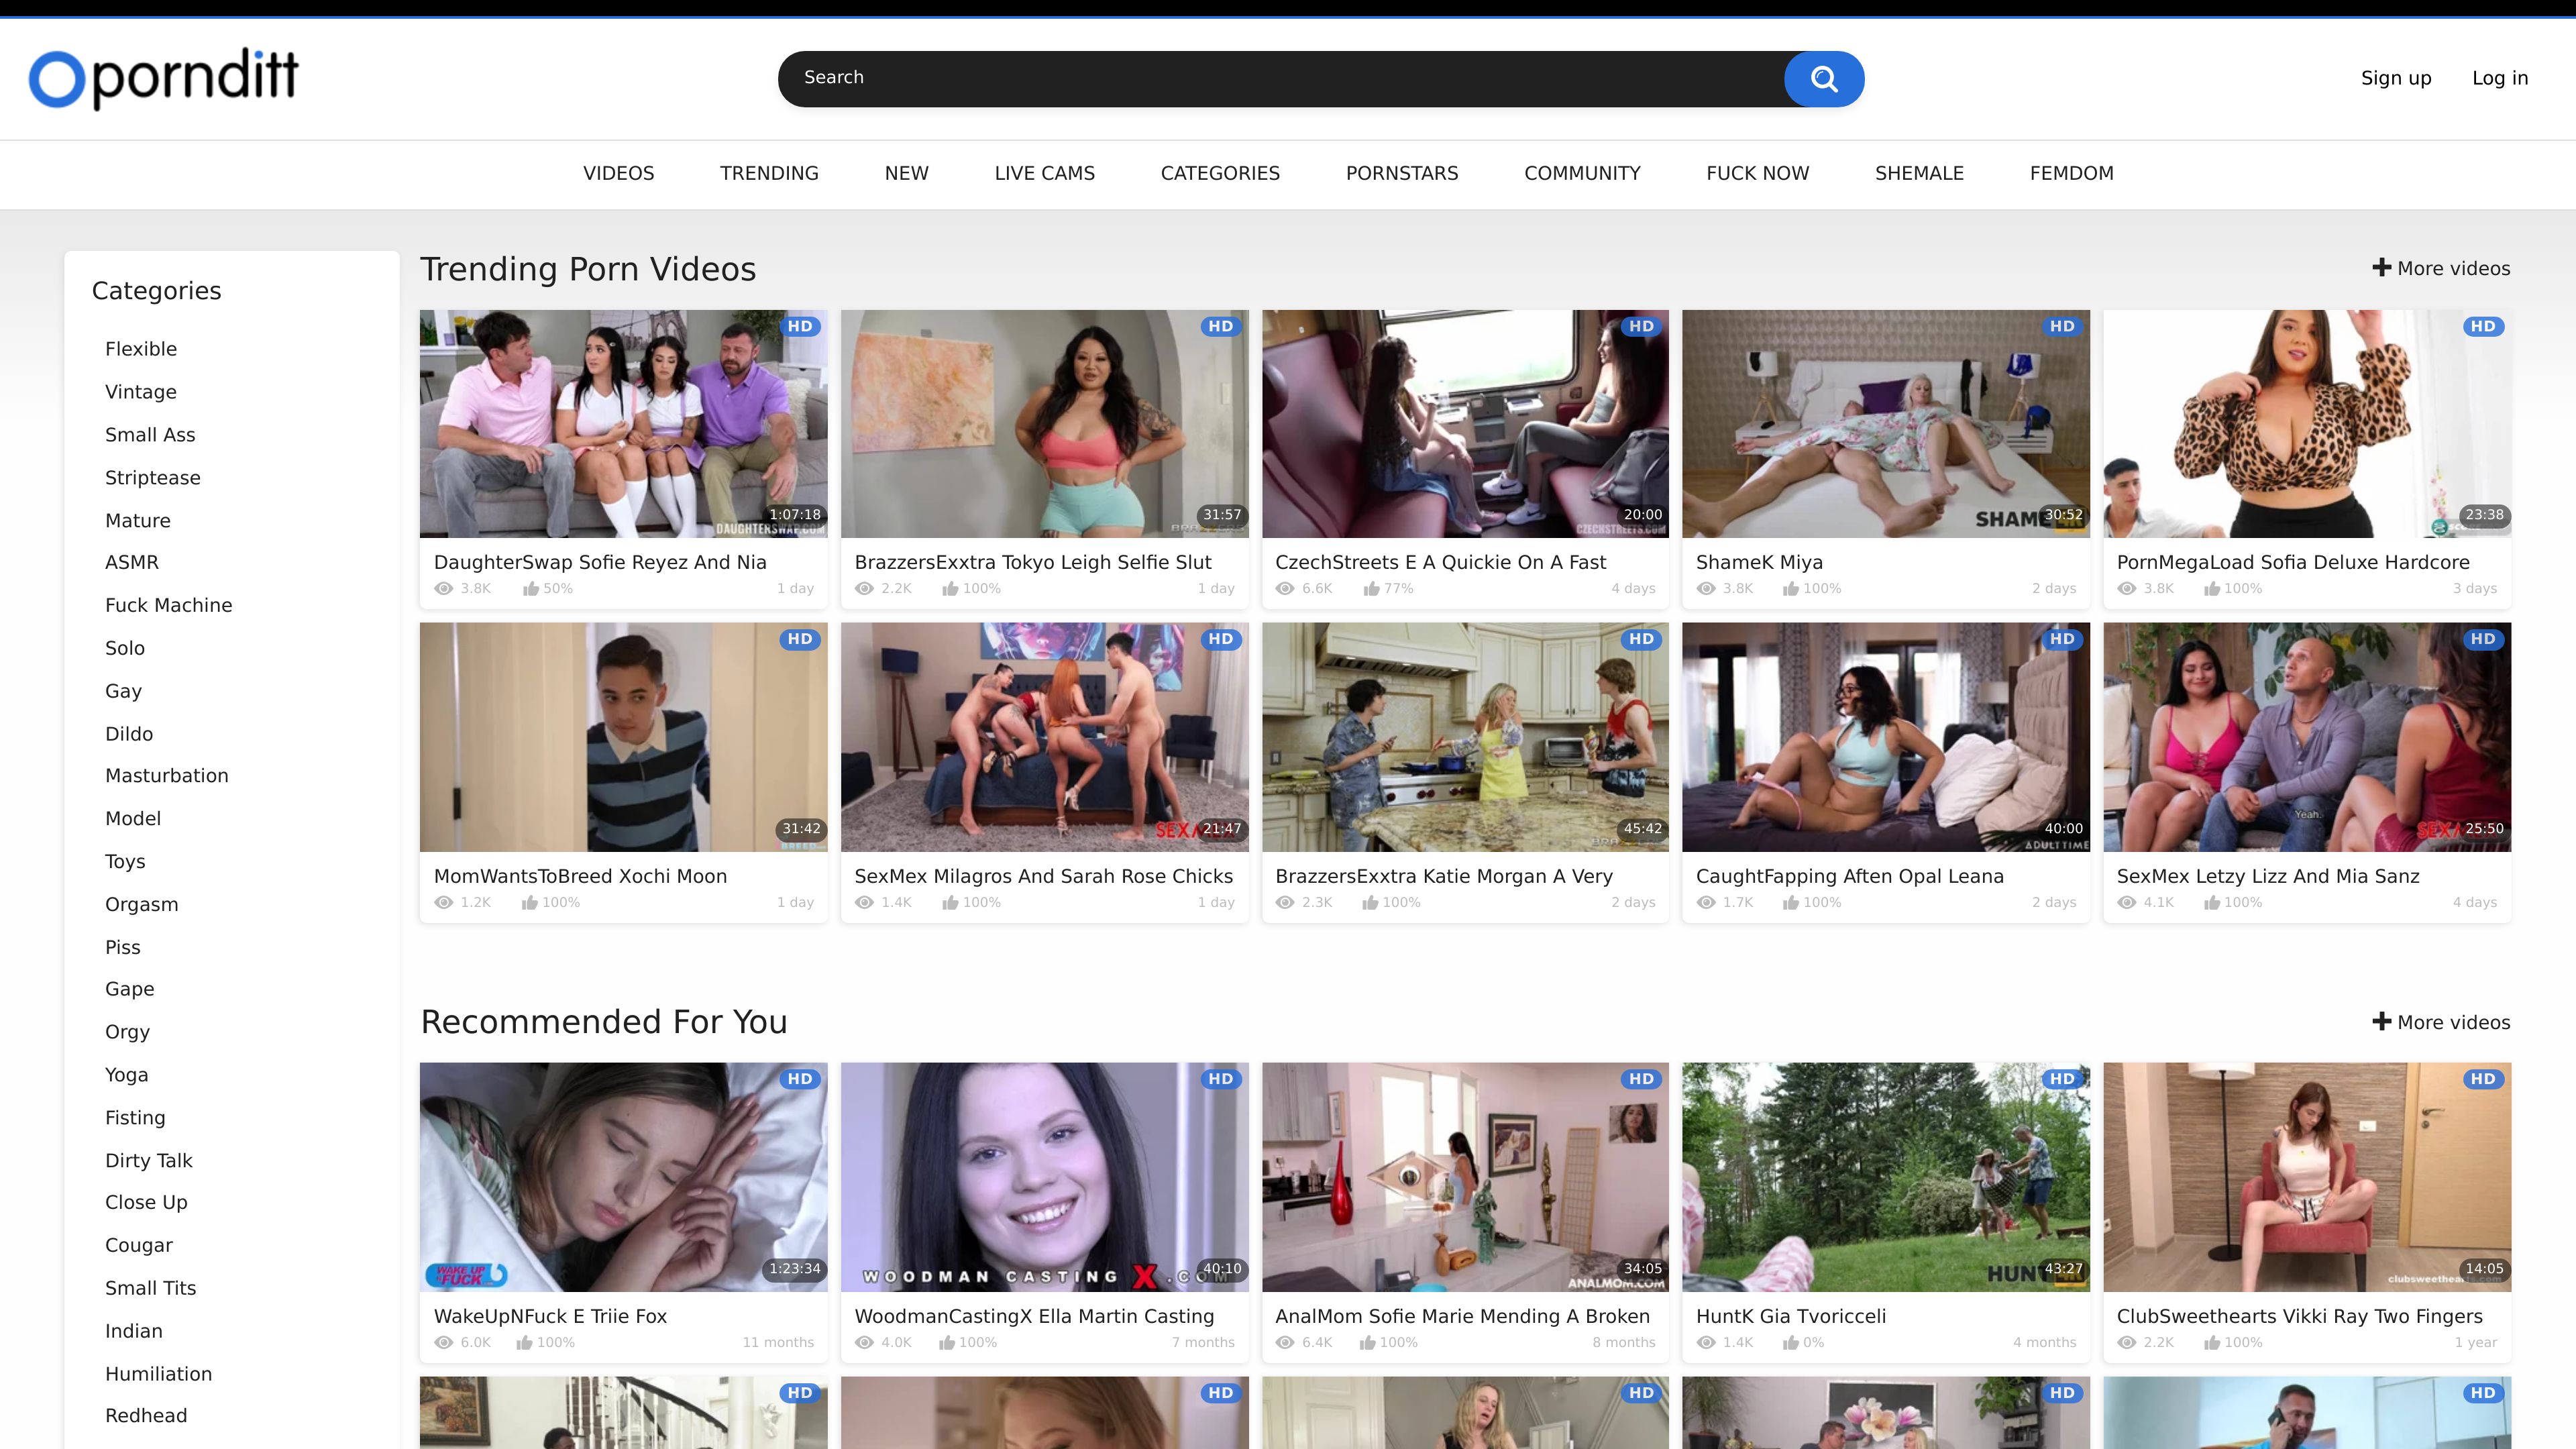 pornditt
Search
Sign up
Log in
VIDEOS
TRENDING
NEW
LIVE CAMS
CATEGORIES
PORNSTARS
COMMUNITY
FUCK NOW
SHEMALE
FEMDOM
Categories
Flexible
Vintage
Small Ass
Striptease
Mature
ASMR
Fuck Machine
Solo
Gay
Dildo
Masturbation
Model
Toys
Orgasm
Piss
Gape
Orgy
Yoga
Fisting
Dirty Talk
Close Up
Cougar
Small Tits
Indian
Humiliation
Redhead
Trending Porn Videos
More videos
HD
1:07:18
DAUGHTERSWAP.COM
DaughterSwap Sofie Reyez And Nia
3.8K 50% 1 day
HD
31:57
BrazzersExxtra Tokyo Leigh Selfie Slut
2.2K 100% 1 day
HD
20:00
CZECHSTREETS.COM
CzechStreets E A Quickie On A Fast
6.6K 77% 4 days
HD
30:52
ShameK Miya
3.8K 100% 2 days
HD
23:38
PornMegaLoad Sofia Deluxe Hardcore
3.8K 100% 3 days
HD
31:42
BREED
MomWantsToBreed Xochi Moon
1.2K 100% 1 day
HD
21:47
SexMex Milagros And Sarah Rose Chicks
1.4K 100% 1 day
HD
45:42
BrazzersExxtra Katie Morgan A Very
2.3K 100% 2 days
HD
40:00
ADULT TIME
CaughtFapping Aften Opal Leana
1.7K 100% 2 days
HD
Yeah.
25:50
SexMex Letzy Lizz And Mia Sanz
4.1K 100% 4 days
Recommended For You
More videos
HD
WAKE UP
FUCK
1:23:34
WakeUpNFuck E Triie Fox
6.0K 100% 11 months
HD
40:10
WOODMAN CASTING X .COM
WoodmanCastingX Ella Martin Casting
4.0K 100% 7 months
HD
34:05
ANALMOM.COM
AnalMom Sofie Marie Mending A Broken
6.4K 100% 8 months
HD
43:27
HUNT
HuntK Gia Tvoricceli
1.4K 0% 4 months
HD
14:05
clubsweethearts.com
ClubSweethearts Vikki Ray Two Fingers
2.2K 100% 1 year
HD
HD
HD
HD
HD